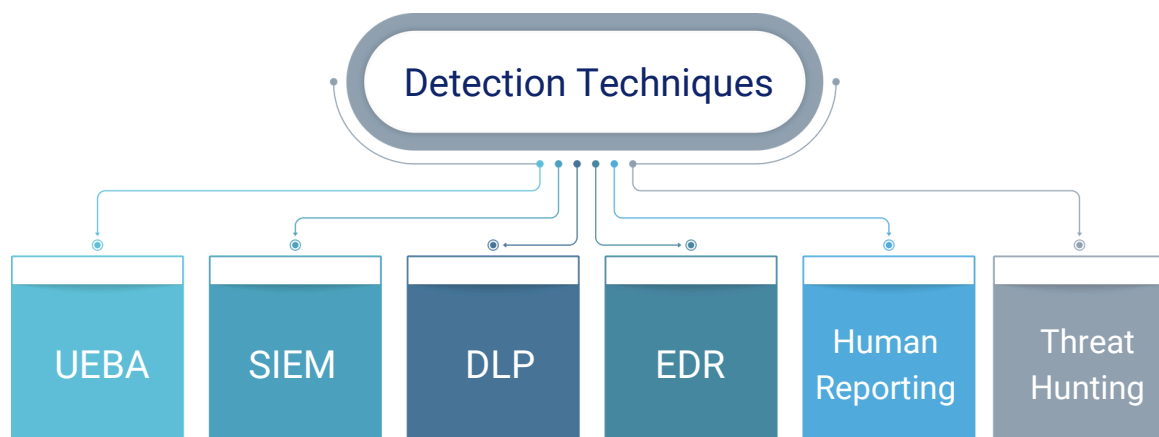 Detection Techniques
UEBA
SIEM
DLP
EDR
Human
Reporting
Threat
Hunting